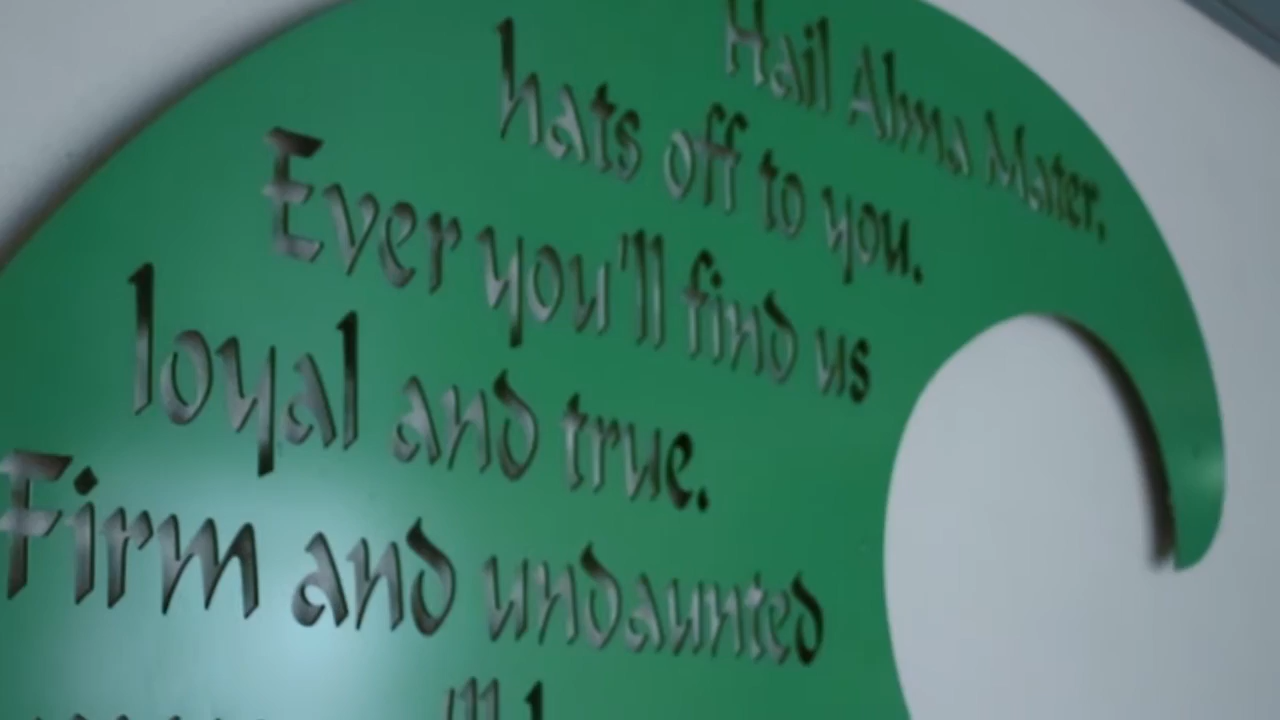 Hail Alma Mater,
hats off to you.
Ever you'll find us
loyal and true.
Firm and undaunted